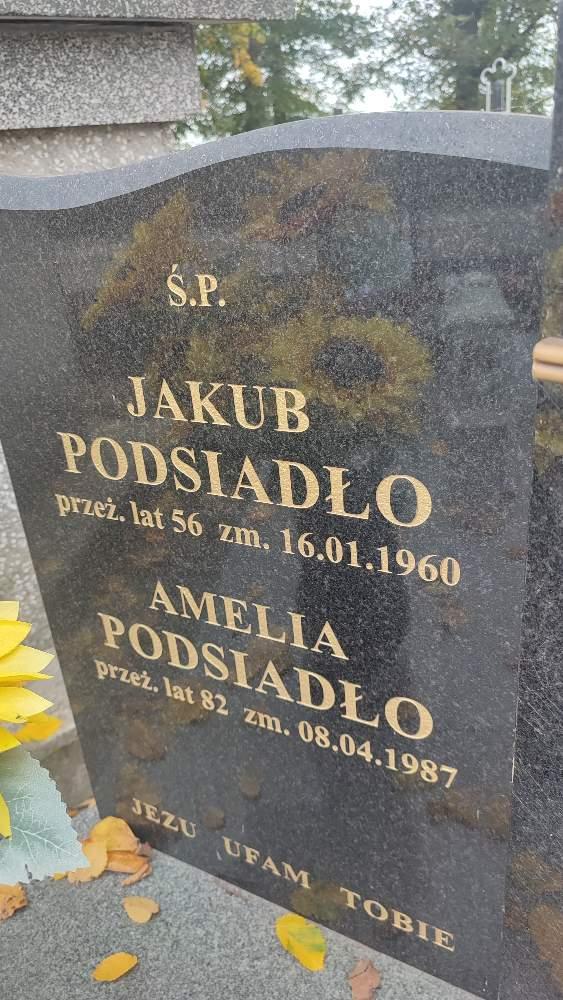 Ś.P.
JAKUB
PODSIADŁO
przeż. lat 56 zm. 16.01.1960
AMELIA
PODSIADŁO
przeż. lat 82 zm. 08.04.1987
JEZU UFAM TOBIE